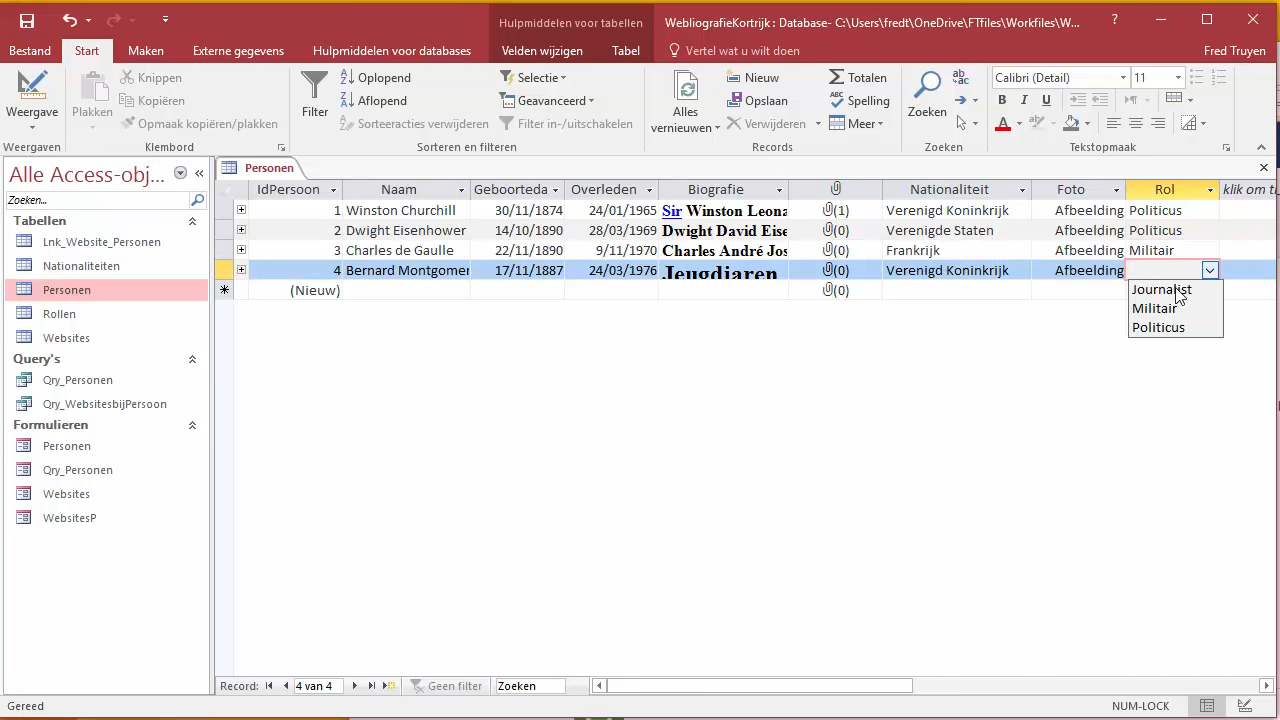 Hulpmiddelen voor tabellen
WebliografieKortrijk : Database- C:\Users\fredt\OneDrive\FTfiles\Workfiles\W...
?
Bestand Start Maken Externe gegevens Hulpmiddelen voor databases Velden wijzigen Tabel Vertel wat u wilt doen Fred Truyen
Weergave
Plakken
Knippen
Kopiëren
Opmaak kopiëren/plakken
Filter
Oplopend
Aflopend
Sorteeracties verwijderen
Selectie
Geavanceerd
Filter in-/uitschakelen
Alles
vernieuwen
Nieuw
Opslaan
Verwijderen
Totalen
Spelling
Meer
Zoeken
Calibri (Detail) 11
B I U
A
Weergaven Klembord Sorteren en filteren Records Zoeken Tekstopmaak
Alle Access-obj...
Zoeken...
Tabellen
Lnk_Website_Personen
Nationaliteiten
Personen
Rollen
Websites
Query's
Qry_Personen
Qry_WebsitesbijPersoon
Formulieren
Personen
Qry_Personen
Websites
WebsitesP
Personen
IdPersoon Naam Geboorteda Overleden Biografie Nationaliteit Foto Rol klik om t
1 Winston Churchill 30/11/1874 24/01/1965 Sir Winston Leona (1) Verenigd Koninkrijk Afbeelding Politicus
2 Dwight Eisenhower 14/10/1890 28/03/1969 Dwight David Eise (0) Verenigde Staten Afbeelding Politicus
3 Charles de Gaulle 22/11/1890 9/11/1970 Charles André Jos (0) Frankrijk Afbeelding Militair
4 Bernard Montgomer 17/11/1887 24/03/1976 Jeugdjaren (0) Verenigd Koninkrijk Afbeelding
(Nieuw) (0)
Journalist
Militair
Politicus
Record: 4 van 4 Geen filter Zoeken
Gereed NUM-LOCK